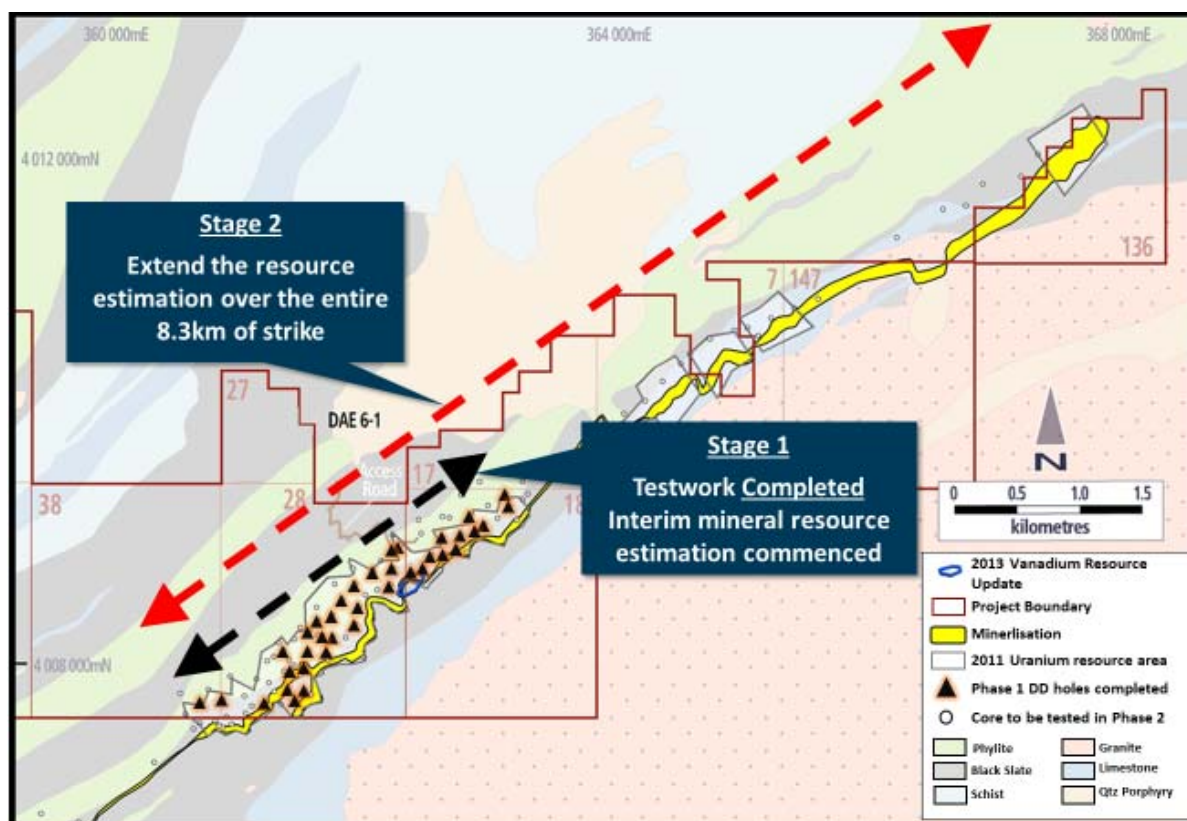 360 000mE
364 000mE
368 000mE
4 012 000mN
Stage 2
Extend the resource
estimation over the entire
8.3km of strike
136
7
147
27
DAE 6-1
Access
Road
Stage 1
Testwork Completed
Interim mineral resource
estimation commenced
38
28
17
18
N
0 0.5 1.0 1.5
kilometres
4 008 000mN
2013 Vanadium Resource
Update
Project Boundary
Minerlisation
2011 Uranium resource area
Phase 1 DD holes completed
Core to be tested in Phase 2
Phylite
Granite
Black Slate
Limestone
Schist
Qtz Porphyry